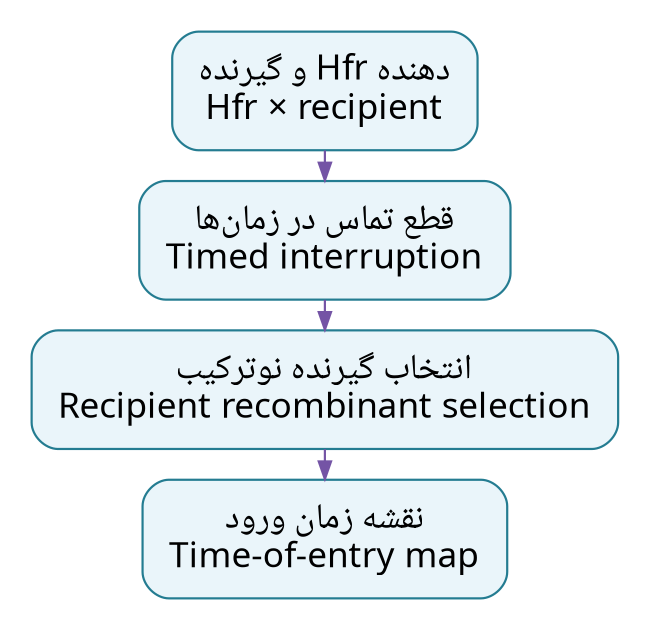 دهنده Hfr و گیرنده
Hfr × recipient
قطع تماس در زمان‌ها
Timed interruption
انتخاب گیرنده نوترکیب
Recipient recombinant selection
نقشه زمان ورود
Time-of-entry map